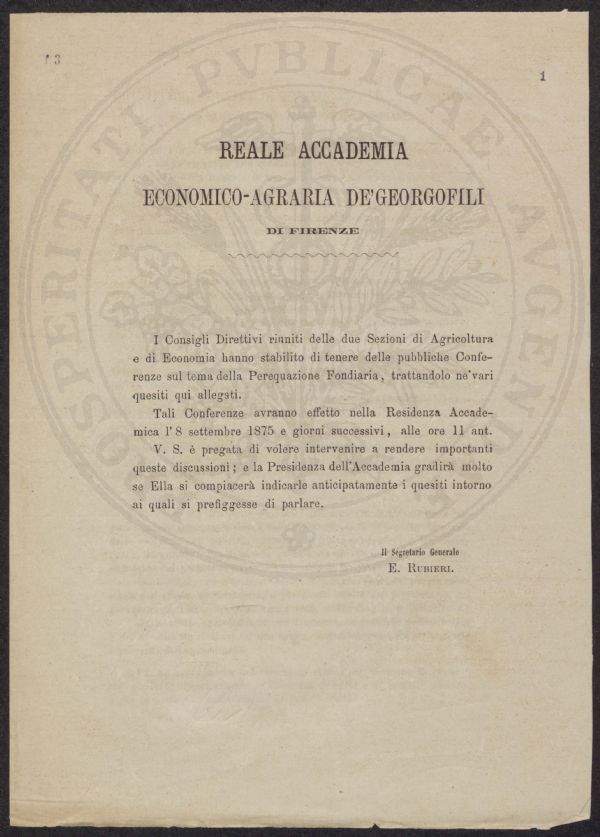 73
1
REALE ACCADEMIA
ECONOMICO-AGRARIA DE'GEORGOFILI
DI FIRENZE
I Consigli Direttivi riuniti delle due Sezioni di Agricoltura
e di Economia hanno stabilito di tenere delle pubbliche Confe-
renze sul tema della Perequazione Fondiaria, trattandolo ne'vari
quesiti qui allegati.
Tali Conferenze avranno effetto nella Residenza Accade-
mica l'8 settembre 1875 e giorni successivi, alle ore 11 ant.
V. S. è pregata di volere intervenire a rendere importanti
queste discussioni; e la Presidenza dell'Accademia gradirà molto
se Ella si compiacerà indicarle anticipatamente i quesiti intorno
ai quali si prefiggesse di parlare.
Il Segretario Generale
E. RUBIERI.
PROSPERITATI PVBLICAE AVGENDAE